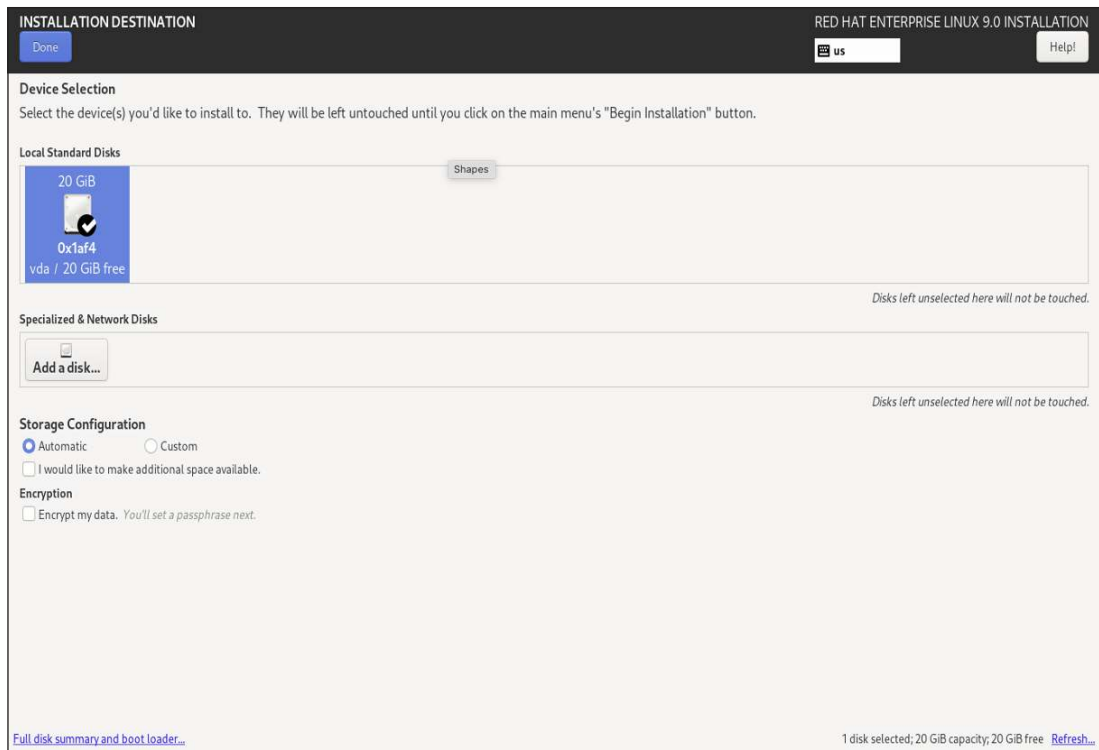 INSTALLATION DESTINATION
RED HAT ENTERPRISE LINUX 9.0 INSTALLATION
Done
us
Help!
Device Selection
Select the device(s) you'd like to install to. They will be left untouched until you click on the main menu's "Begin Installation" button.
Local Standard Disks
Shapes
20 GiB
0x1af4
vda / 20 GiB free
Disks left unselected here will not be touched.
Specialized & Network Disks
Add a disk...
Disks left unselected here will not be touched.
Storage Configuration
Automatic
Custom
I would like to make additional space available.
Encryption
Encrypt my data. You'll set a passphrase next.
Full disk summary and boot loader...
1 disk selected; 20 GiB capacity; 20 GiB free Refresh...